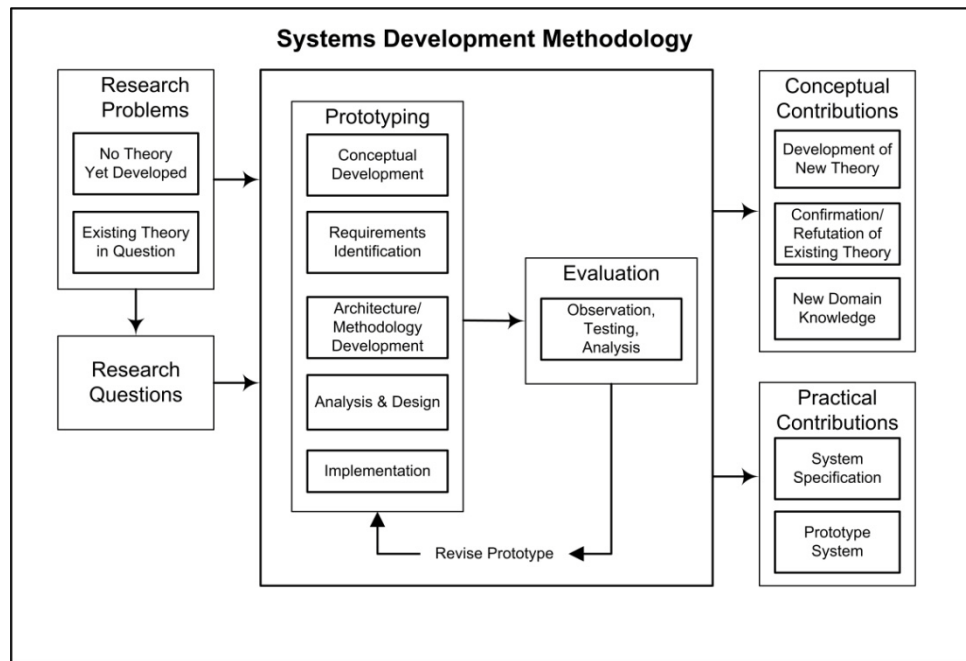 Systems Development Methodology
Research
Problems
No Theory
Yet Developed
Existing Theory
in Question
Research
Questions
Prototyping
Conceptual
Development
Requirements
Identification
Architecture/
Methodology
Development
Analysis & Design
Implementation
Evaluation
Observation,
Testing,
Analysis
Revise Prototype
Conceptual
Contributions
Development of
New Theory
Confirmation/
Refutation of
Existing Theory
New Domain
Knowledge
Practical
Contributions
System
Specification
Prototype
System